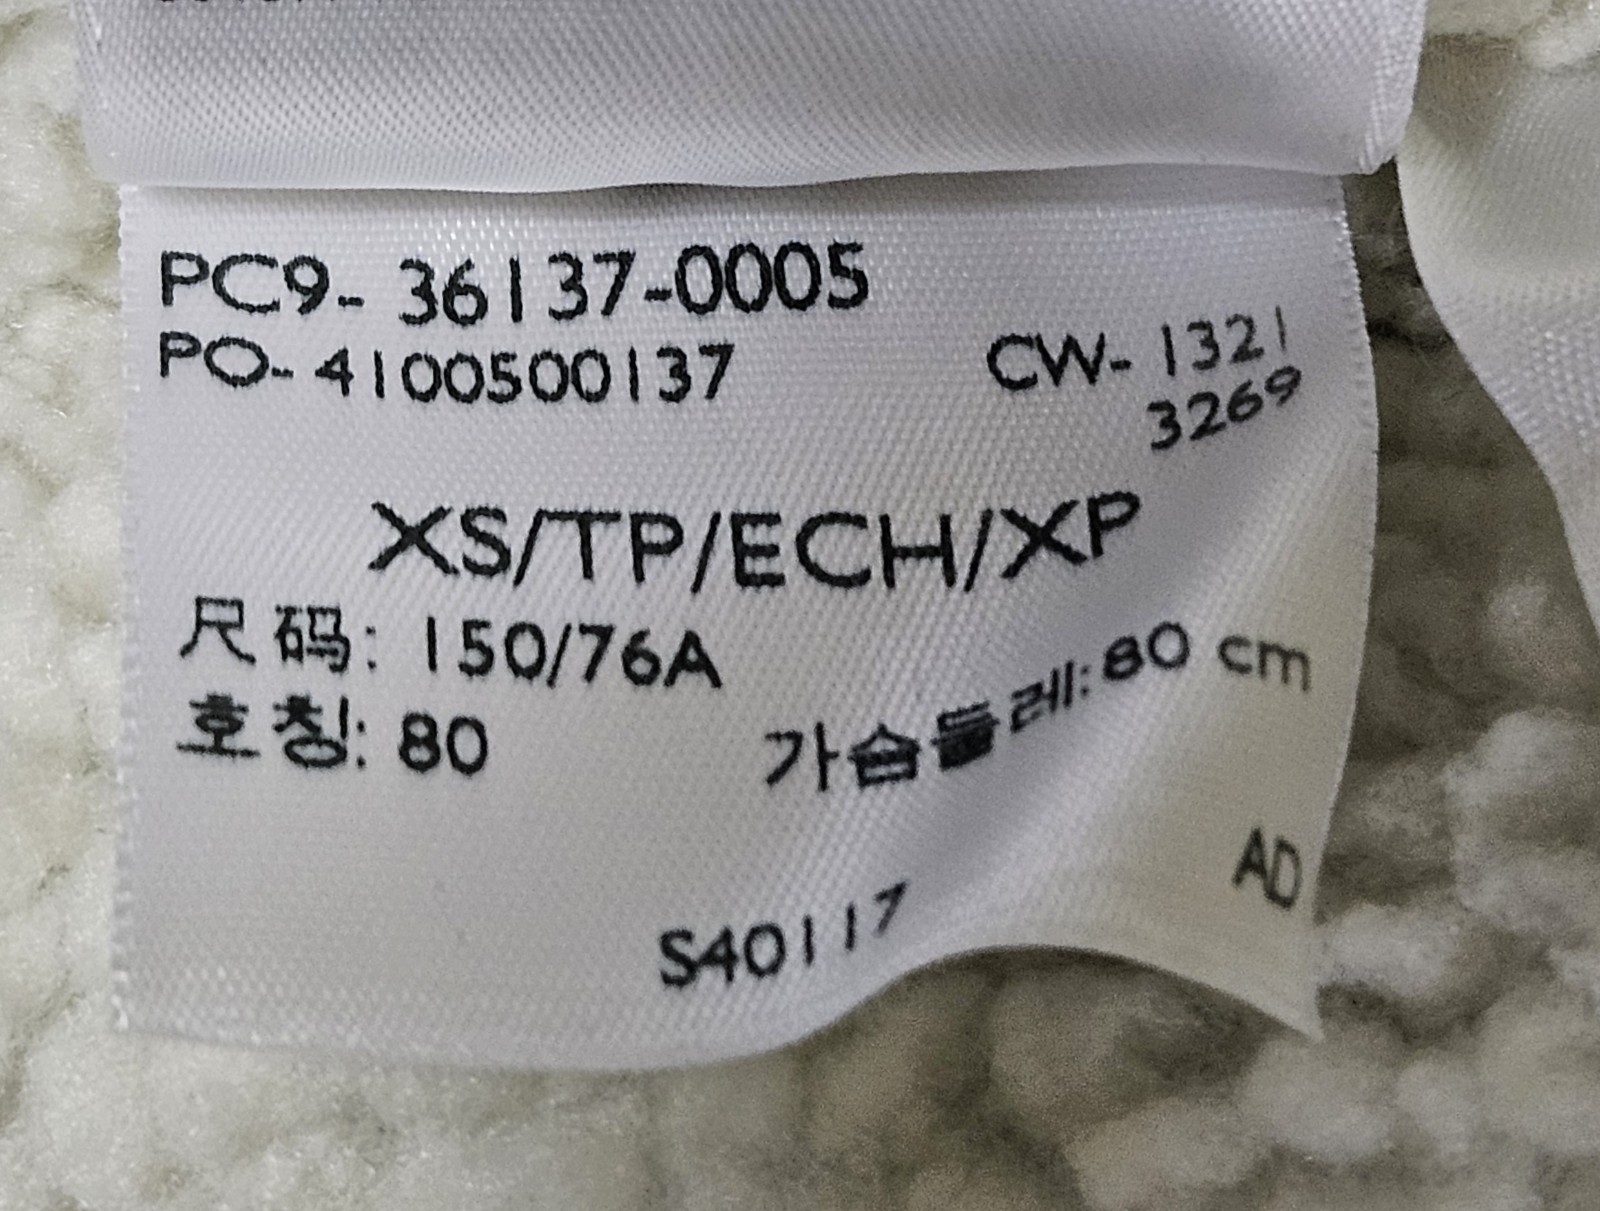 PC9- 36137-0005
PO- 4100500137 CW- 1321
3269
XS/TP/ECH/XP
尺码: 150/76A
호칭: 80 가슴둘레: 80 cm
AD
S40117